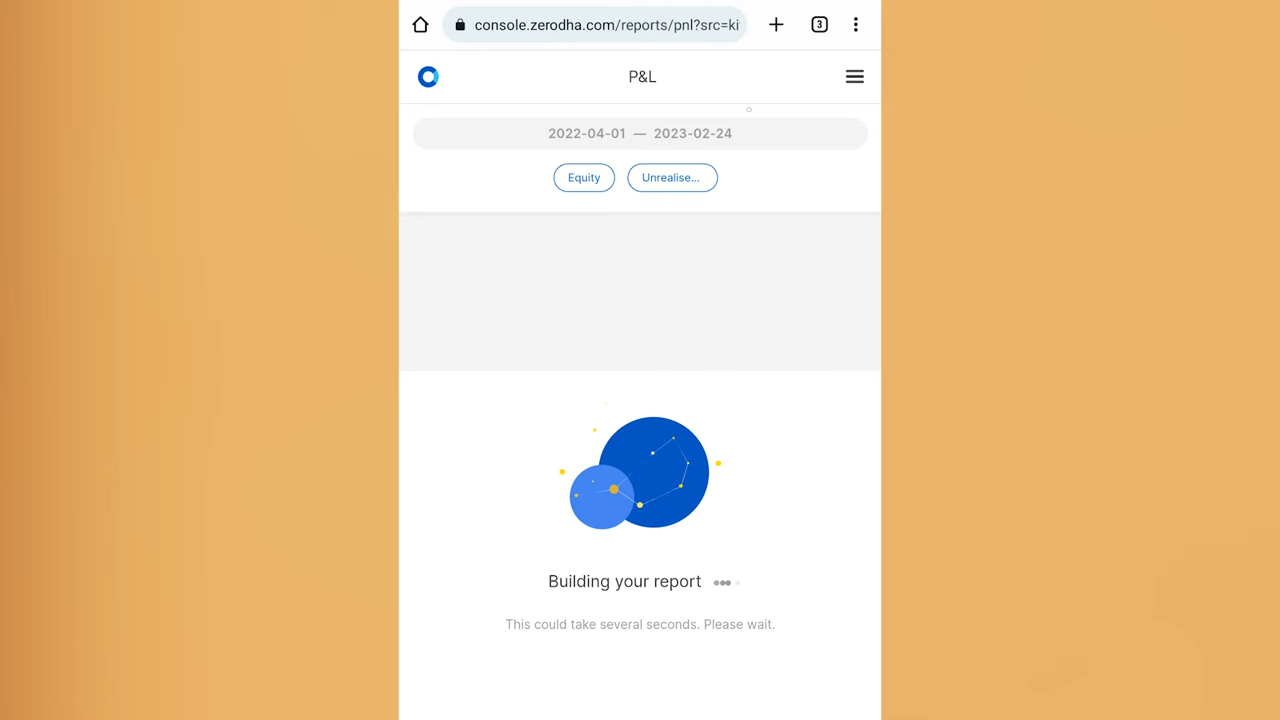 console.zerodha.com/reports/pnl?src=ki
3
P&L
2022-04-01 — 2023-02-24
Equity
Unrealise...
Building your report
This could take several seconds. Please wait.